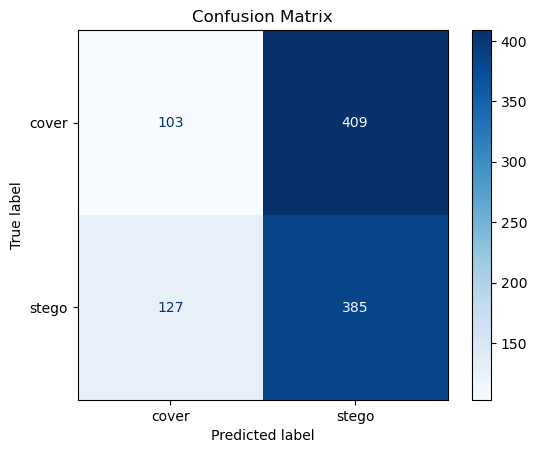 Confusion Matrix
True label
cover
103
409
stego
127
385
cover
stego
Predicted label
400
350
300
250
200
150